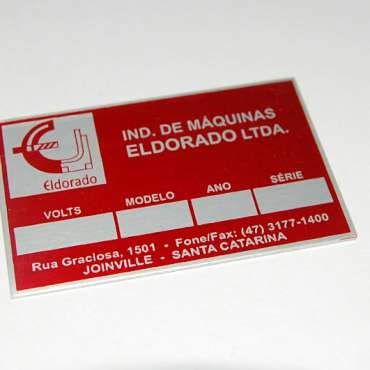 IND. DE MÁQUINAS
ELDORADO LTDA.
Eldorado
VOLTS MODELO ANO SÉRIE
Rua Graciosa, 1501 - Fone/Fax: (47) 3177-1400
JOINVILLE - SANTA CATARINA